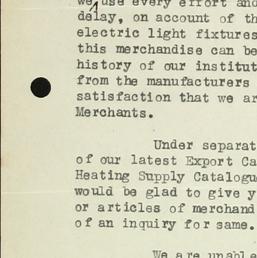 we use every effort and
delay, on account of th
electric light fixtures
this merchandise can be
history of our institut
from the manufacturers
satisfaction that we ar
Merchants.
Under separat
of our latest Export Ca
Heating Supply Catalogu
would be glad to give y
or articles of merchand
of an inquiry for same.
We are unable